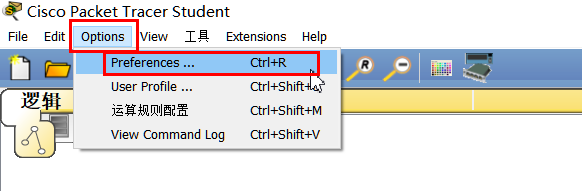 Cisco Packet Tracer Student
File Edit Options View 工具 Extensions Help
Preferences ... Ctrl+R
User Profile ... Ctrl+Shift+
运算规则配置 Ctrl+Shift+M
View Command Log Ctrl+Shift+V
R
逻辑